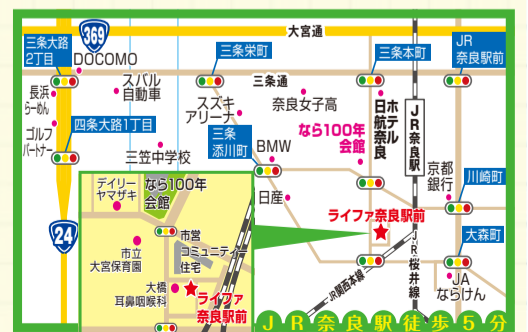 369
大宮通
三条大路
2丁目
DOCOMO
三条栄町
三条本町
JR
奈良駅前
長浜
らーめん
スバル
自動車
三条通
スズキ
アリーナ
奈良女子高
ホテル
日航奈良
JR奈良駅
ゴルフ
パートナー
四条大路1丁目
三笠中学校
三条
添川町
BMW
なら100年
会館
京都
銀行
川崎町
デイリー
ヤマザキ
なら100年
会館
日産
ライファ奈良駅前
24
市立
大宮保育園
市営
コミュニティ
住宅
大森町
大橋
耳鼻咽喉科
ライファ
奈良駅前
JR関西本線
JR桜井線
JA
ならけん
JR奈良駅徒歩5分